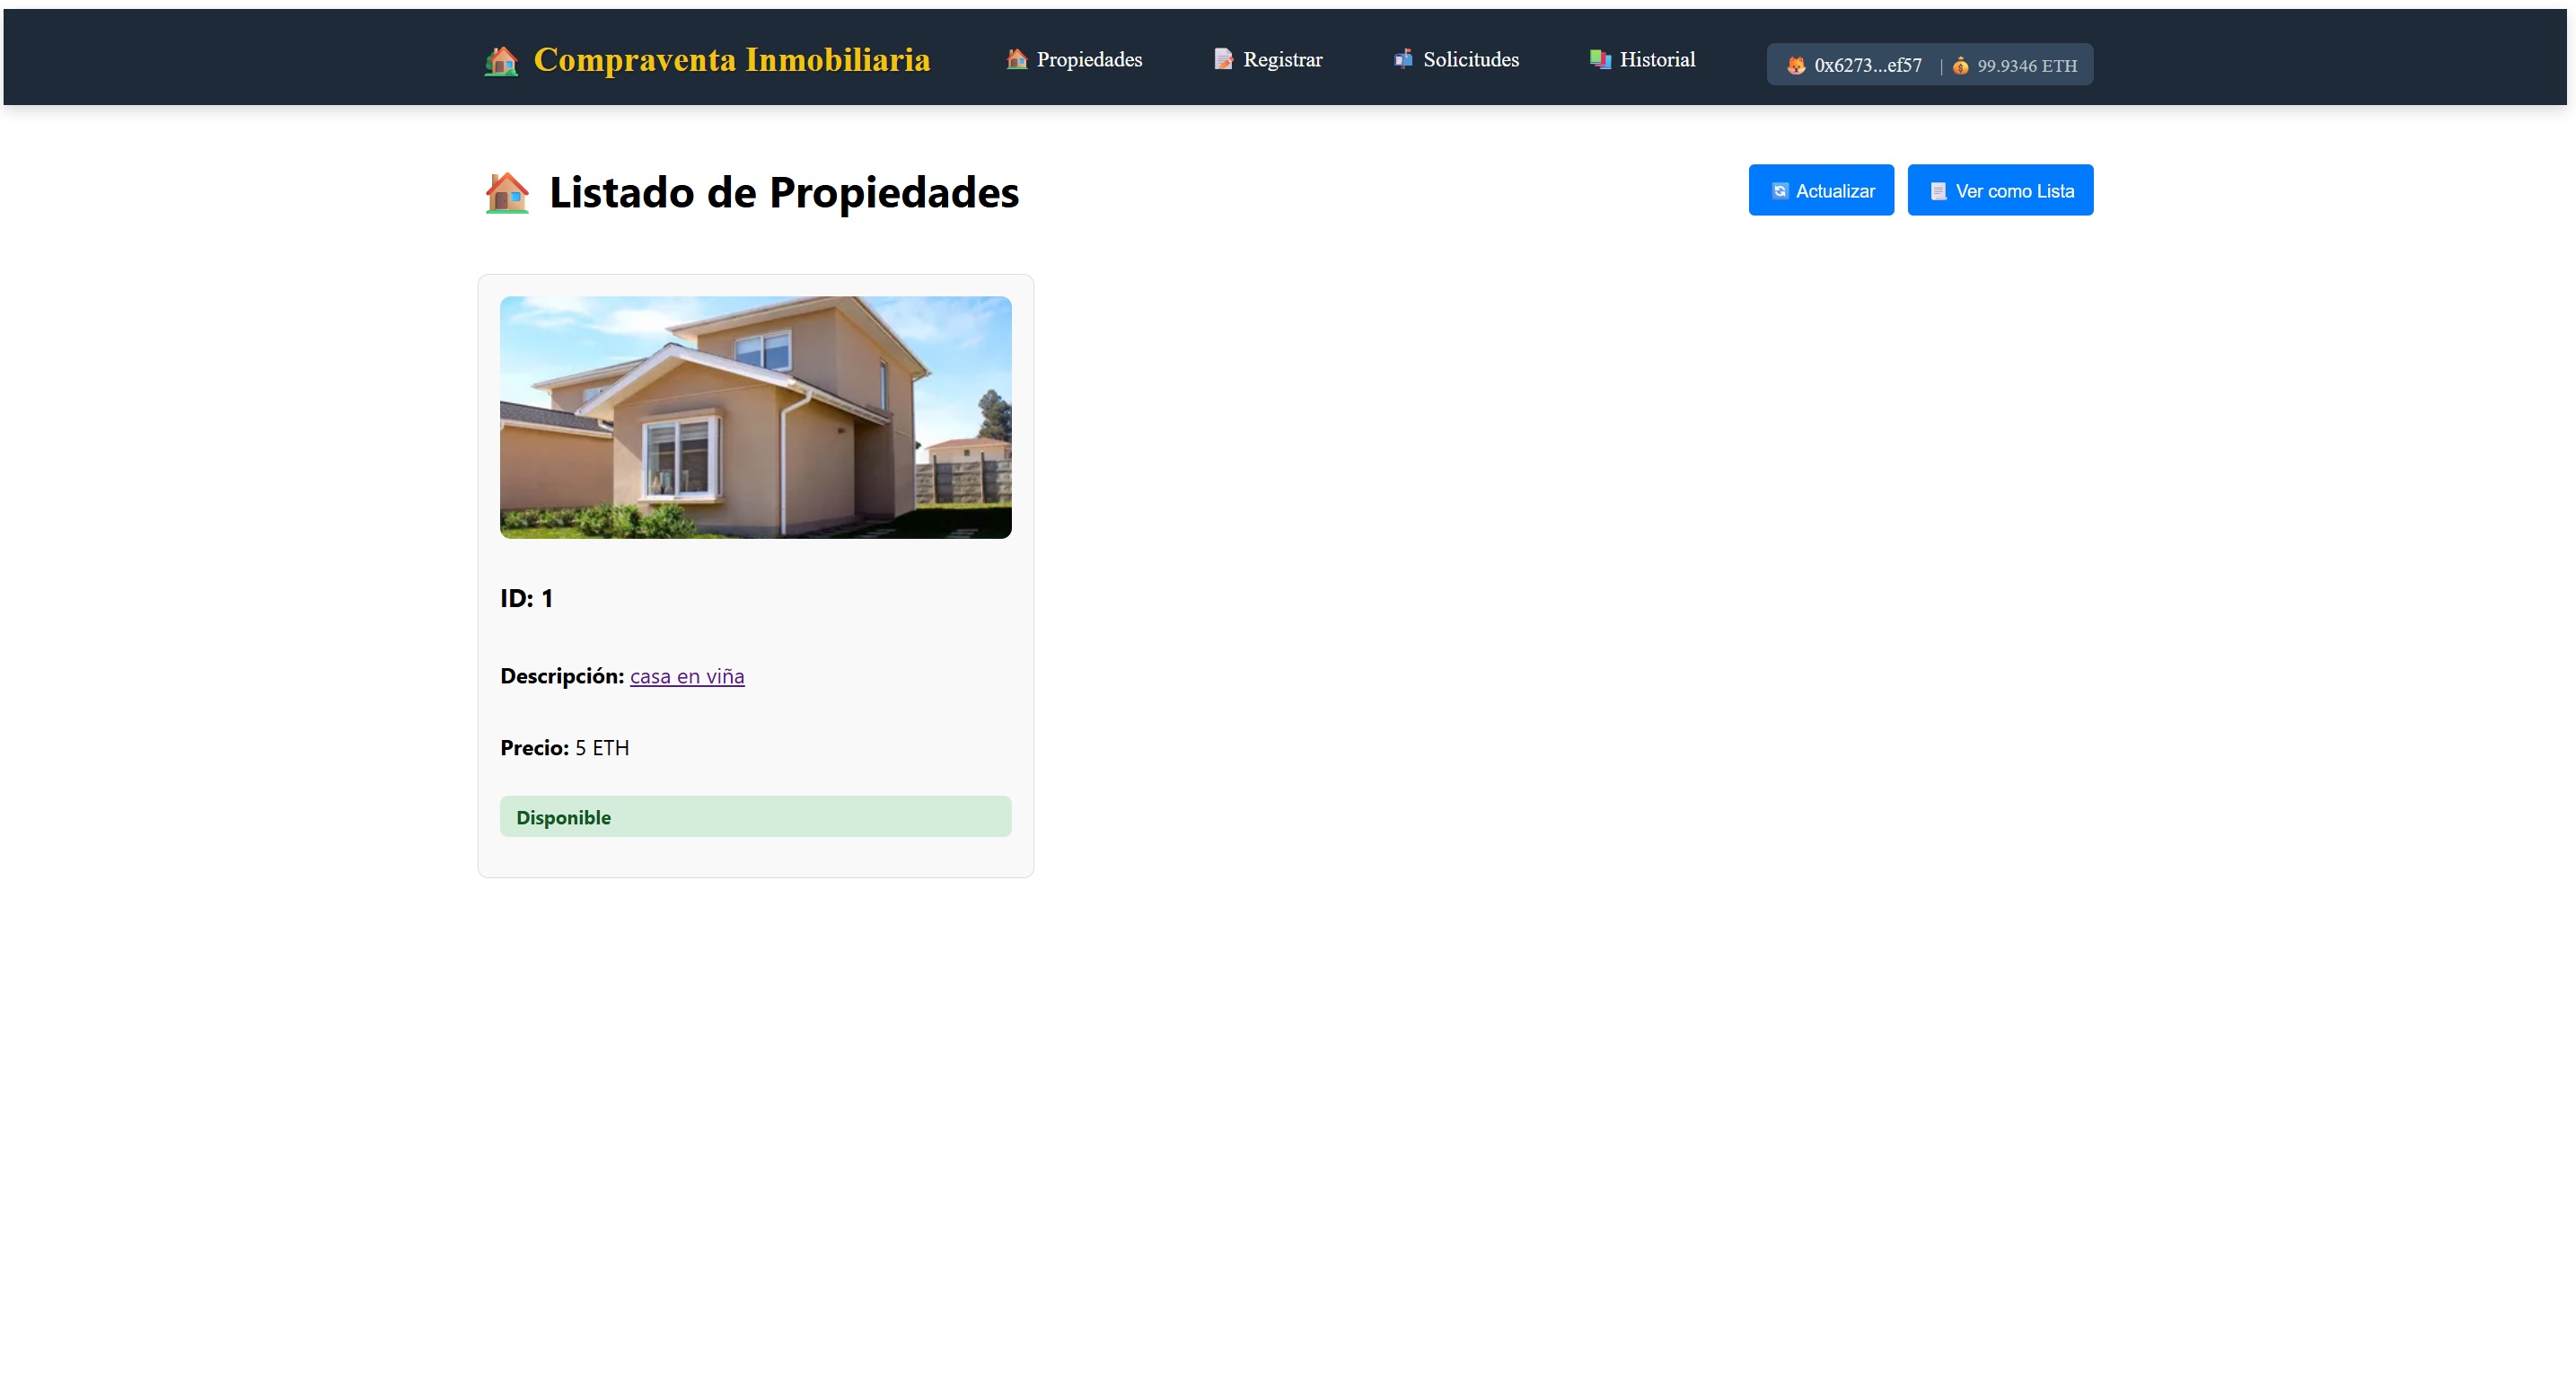 Compraventa Inmobiliaria
Propiedades
Registrar
Solicitudes
Historial
0x6273...ef57 | 99.9346 ETH
Listado de Propiedades
Actualizar
Ver como Lista
ID: 1
Descripción: casa en viña
Precio: 5 ETH
Disponible